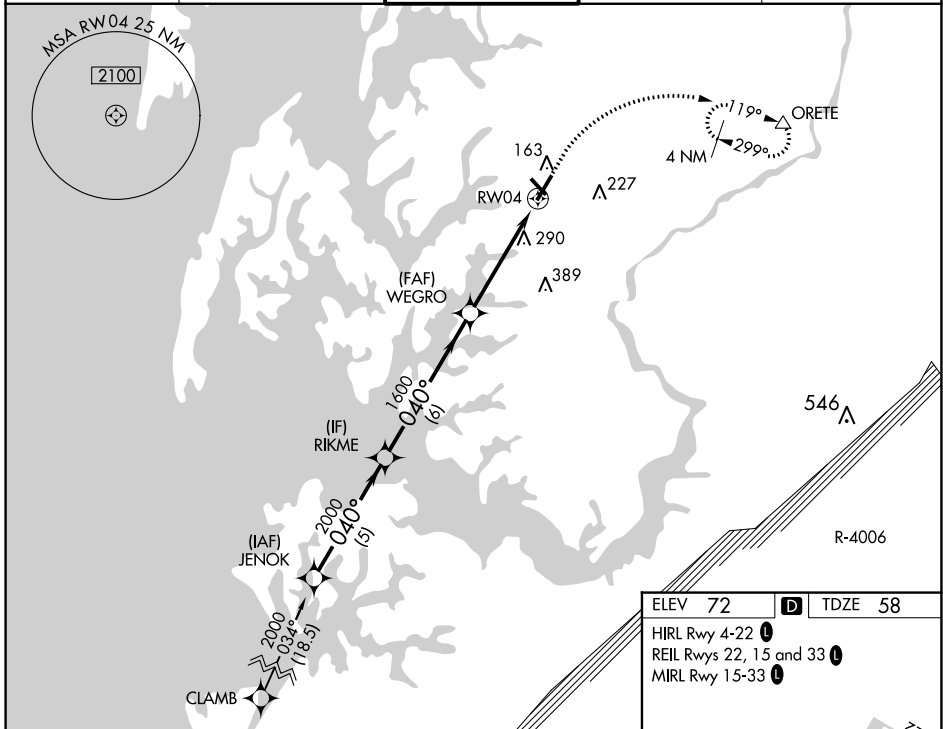 MSA RW04 25 NM
2100
119°
ORETE
299°
4 NM
163
RW04
227
290
389
(FAF)
WEGRO
1600
040°
(6)
546
(IF)
RIKME
2000
040°
(5)
R-4006
(IAF)
JENOK
2000
034°
(18.5)
CLAMB
ELEV 72 D TDZE 58
HIRL Rwy 4-22 L
REIL Rwys 22, 15 and 33 L
MIRL Rwy 15-33 L